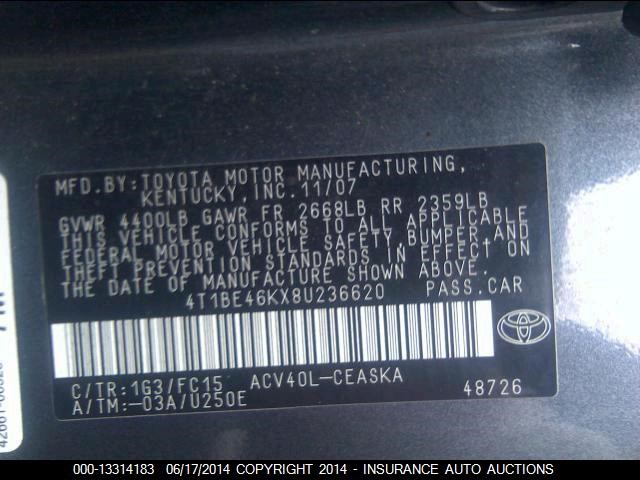 MFD.BY:TOYOTA MOTOR MANUFACTURING,
KENTUCKY, INC. 11/07
GVWR 4400LB GAWR FR 2668LB RR 2359LB
THIS VEHICLE CONFORMS TO ALL APPLICABLE
FEDERAL MOTOR VEHICLE SAFETY, BUMPER, AND
THEFT PREVENTION STANDARDS IN EFFECT ON
THE DATE OF MANUFACTURE SHOWN ABOVE.
4T1BE46KX8U236620 PASS.CAR
C/TR:1G3/FC15 ACV40L-CEASKA
A/TM:-03A/U250E 48726
000-13314183 06/17/2014 COPYRIGHT 2014 - INSURANCE AUTO AUCTIONS